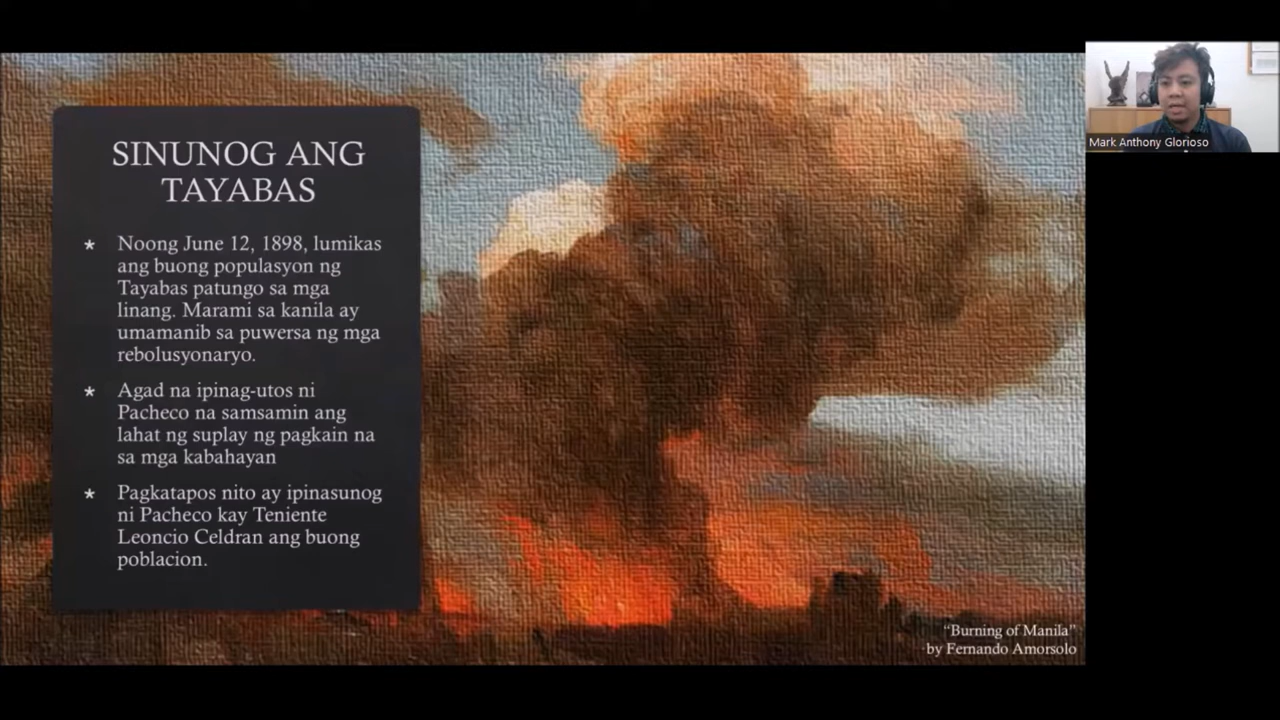 SINUNOG ANG
TAYABAS
* Noong June 12, 1898, lumikas
ang buong populasyon ng
Tayabas patungo sa mga
linang. Marami sa kanila ay
umamanib sa puwersa ng mga
rebolusyonaryo.
* Agad na ipinag-utos ni
Pacheco na samsamin ang
lahat ng suplay ng pagkain na
sa mga kabahayan
* Pagkatapos nito ay ipinasunog
ni Pacheco kay Teniente
Leoncio Celdran ang buong
poblacion.
“Burning of Manila”
by Fernando Amorsolo
Mark Anthony Glorioso